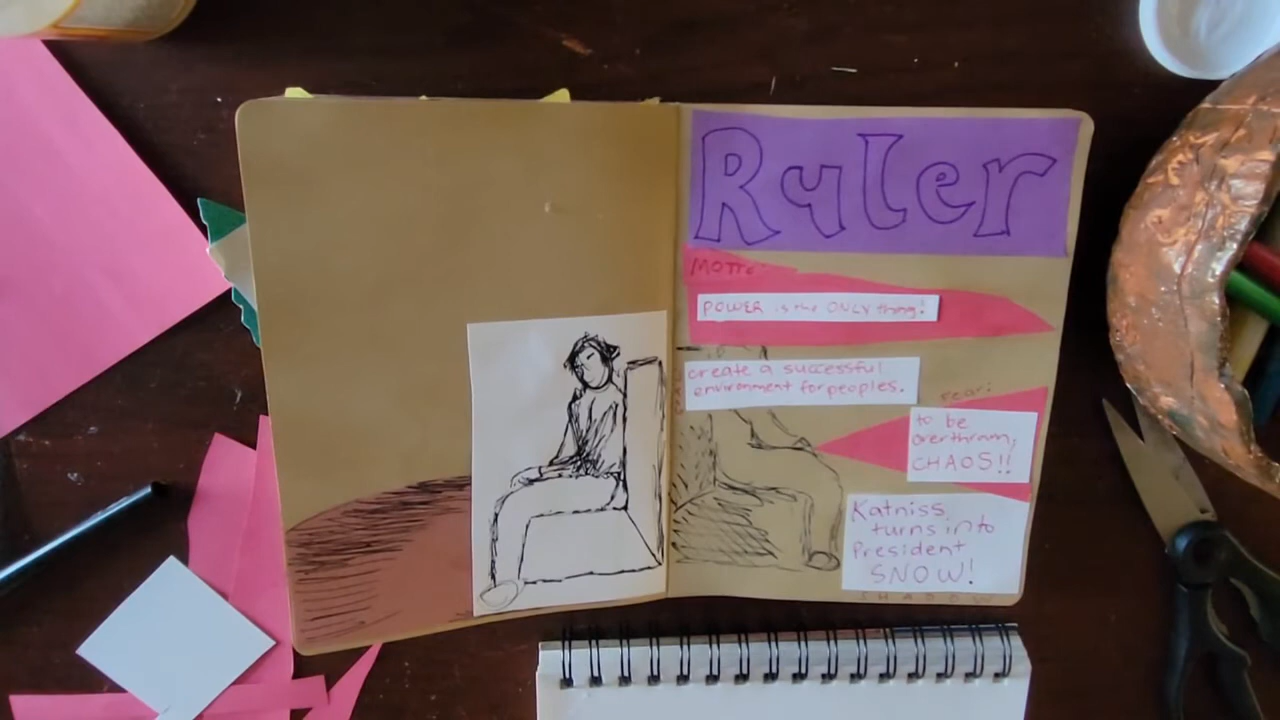 Ruler
MOTTO:
POWER is the ONLY thing!
create a successful
environment for peoples.
fear:
to be
overthrawn,
CHAOS!!
Katniss
turns into
President
SNOW!
SHADOW